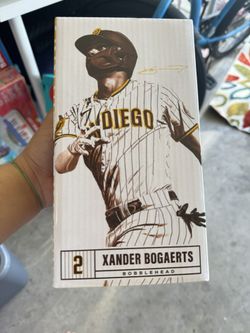 DIEGO
2
XANDER BOGAERTS
BOBBLEHEAD